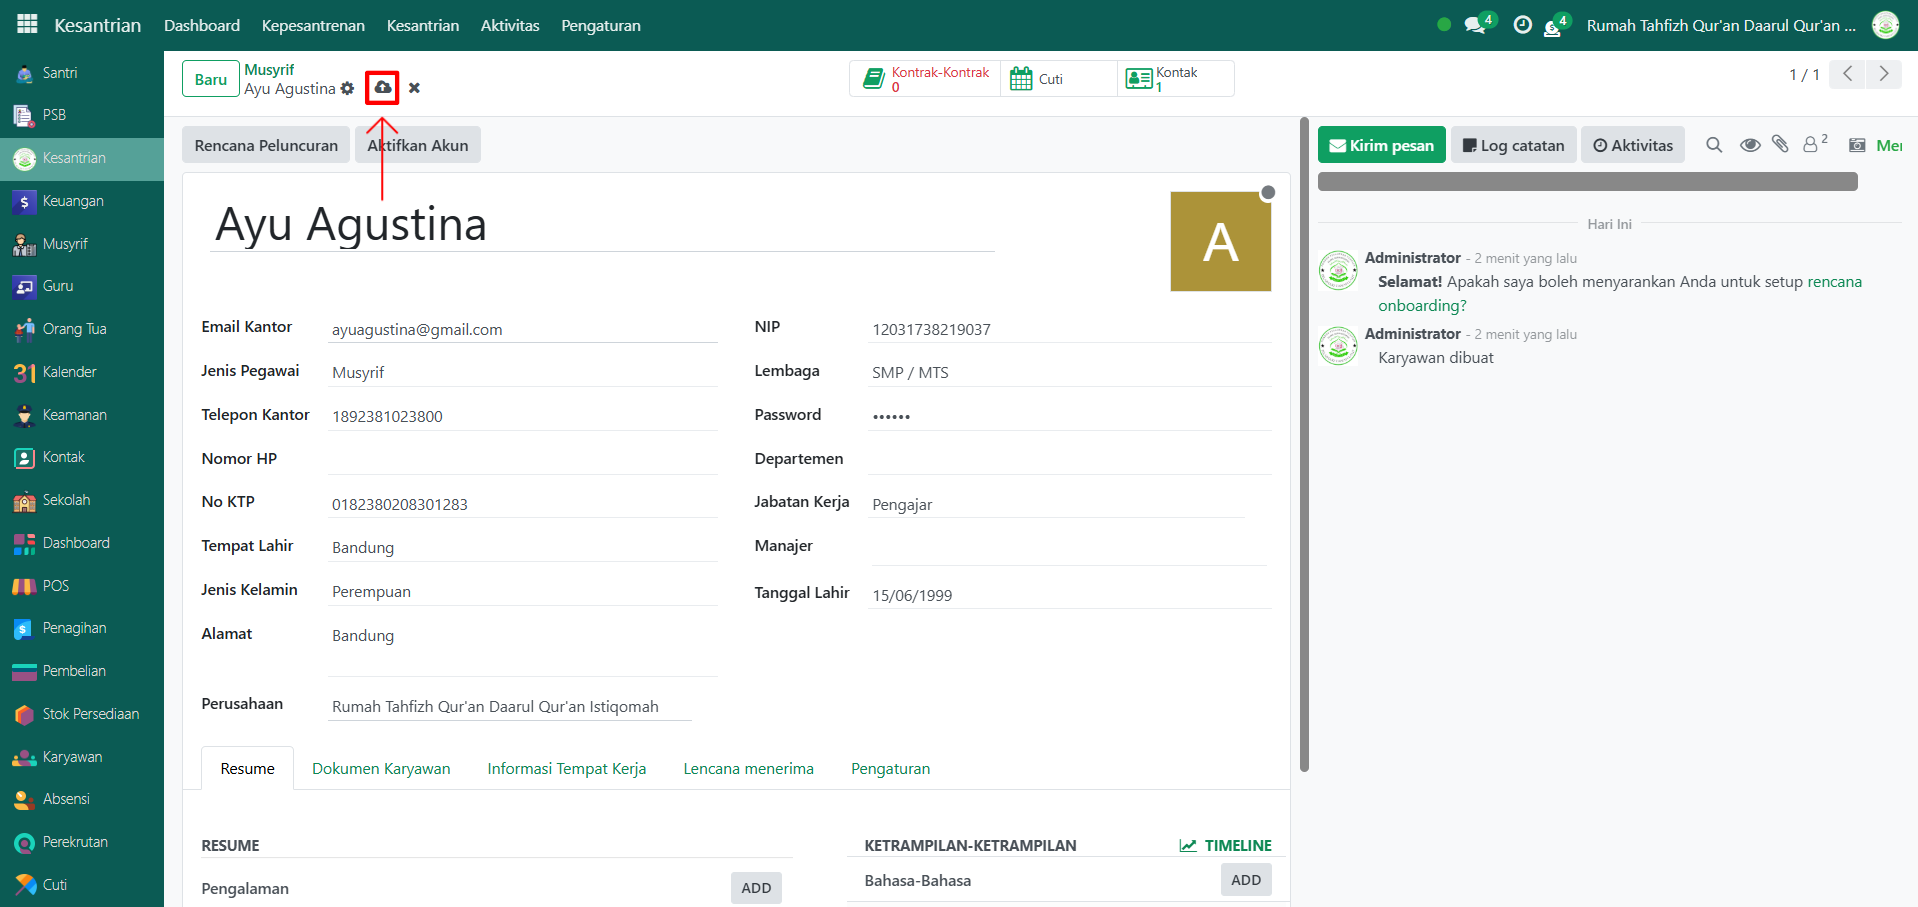 Kesantrian
Dashboard
Kepesantrenan
Kesantrian
Aktivitas
Pengaturan
4
4
Rumah Tahfizh Qur'an Daarul Qur'an ...
Santri
PSB
Kesantrian
Keuangan
Musyrif
Guru
Orang Tua
31
Kalender
Keamanan
Kontak
Sekolah
Dashboard
POS
Penagihan
Pembelian
Stok Persediaan
Karyawan
Absensi
Perekrutan
Cuti
Baru
Musyrif
Ayu Agustina
Kontrak-Kontrak
0
Cuti
Kontak
1
1 / 1
Rencana Peluncuran
Aktifkan Akun
Ayu Agustina
A
Email Kantor
ayuagustina@gmail.com
NIP
12031738219037
Jenis Pegawai
Musyrif
Lembaga
SMP / MTS
Telepon Kantor
1892381023800
Password
••••••
Nomor HP
Departemen
No KTP
0182380208301283
Jabatan Kerja
Pengajar
Tempat Lahir
Bandung
Manajer
Jenis Kelamin
Perempuan
Tanggal Lahir
15/06/1999
Alamat
Bandung
Perusahaan
Rumah Tahfizh Qur'an Daarul Qur'an Istiqomah
Resume
Dokumen Karyawan
Informasi Tempat Kerja
Lencana menerima
Pengaturan
RESUME
Pengalaman
ADD
KETRAMPILAN-KETRAMPILAN
TIMELINE
Bahasa-Bahasa
ADD
Kirim pesan
Log catatan
Aktivitas
2
Mer
Hari Ini
Administrator - 2 menit yang lalu
Selamat! Apakah saya boleh menyarankan Anda untuk setup rencana
onboarding?
Administrator - 2 menit yang lalu
Karyawan dibuat